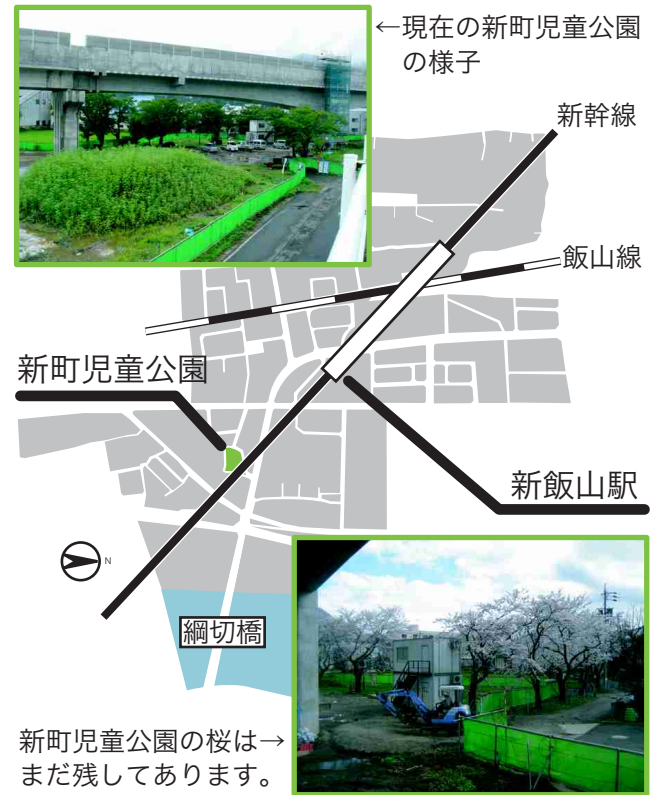 ←現在の新町児童公園
の様子
新幹線
飯山線
新町児童公園
新飯山駅
N
綱切橋
新町児童公園の桜は→
まだ残してあります。